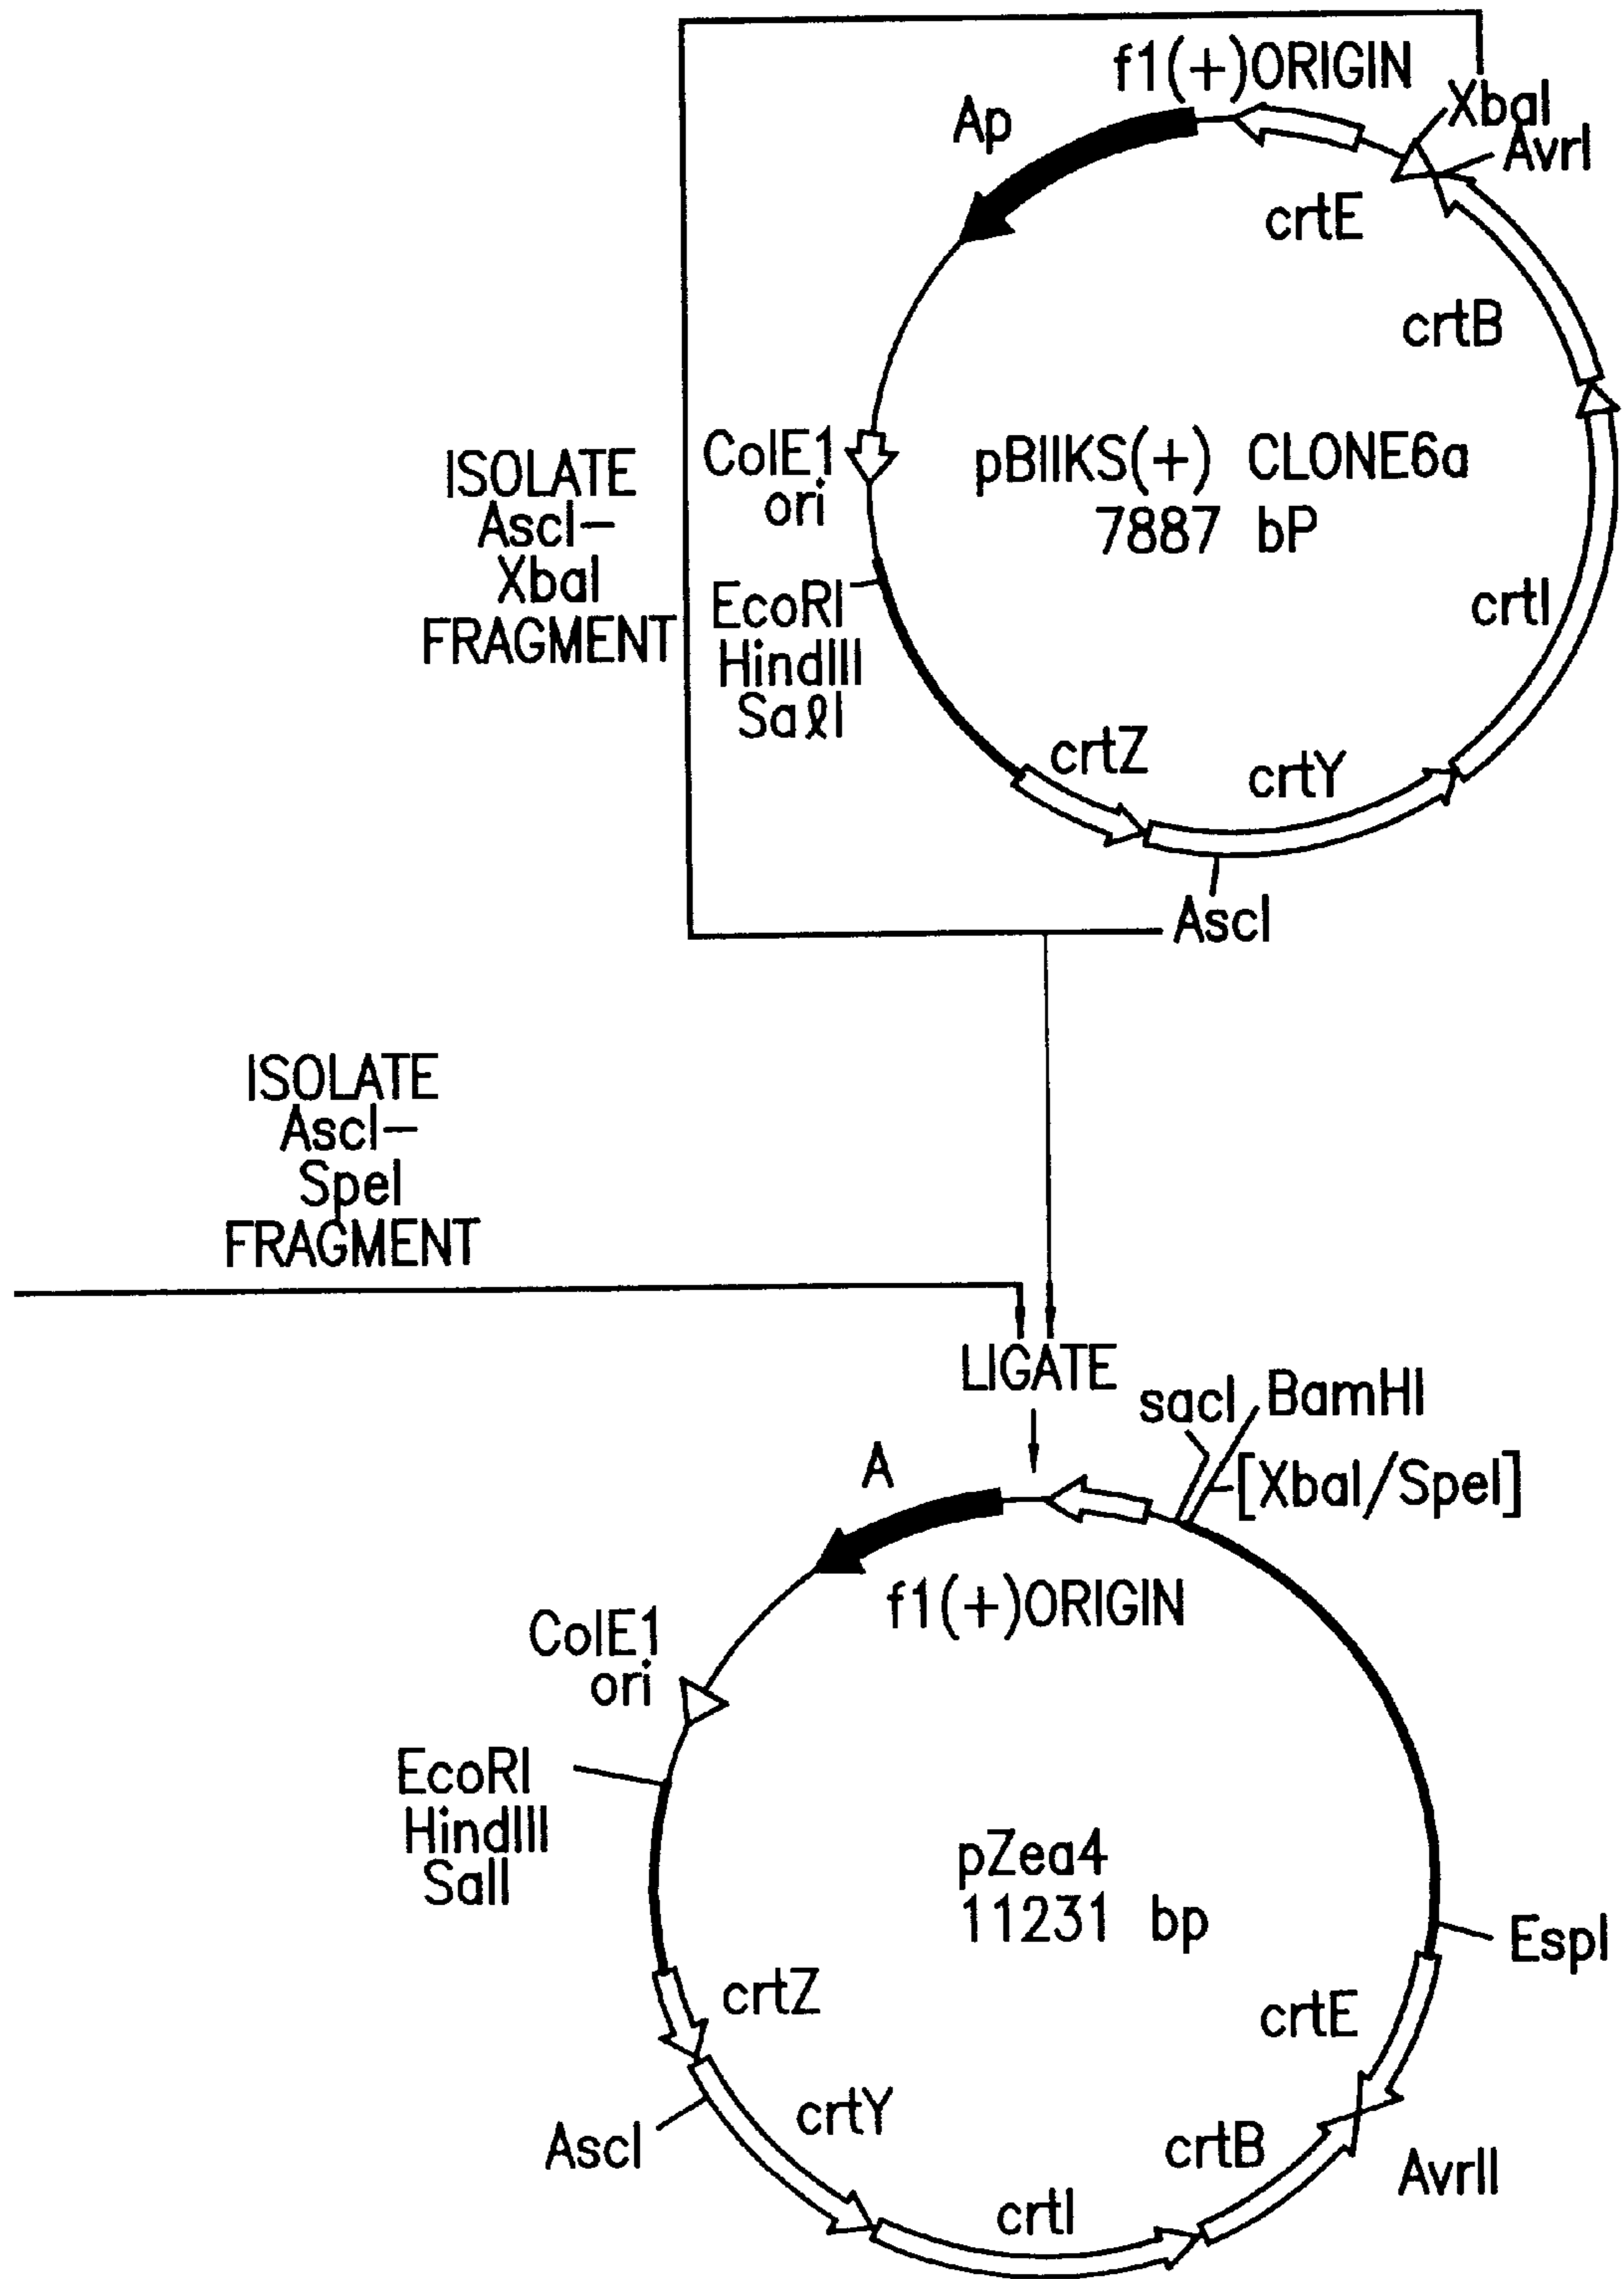 f1(+)ORIGIN
Ap
XbaI
AvrI
crtE
crtB
ColE1
ori
pBIIKS(+) CLONE6a
7887 bP
ISOLATE
AscI-
XbaI
FRAGMENT
EcoRI
HindIII
SalI
crtI
crtZ
crtY
AscI
ISOLATE
AscI-
SpeI
FRAGMENT
LIGATE
sacI
BamHI
[XbaI/SpeI]
A
f1(+)ORIGIN
ColE1
ori
EcoRI
HindIII
SalI
pZea4
11231 bp
EspI
crtZ
crtE
crtY
AscI
crtB
AvrII
crtI